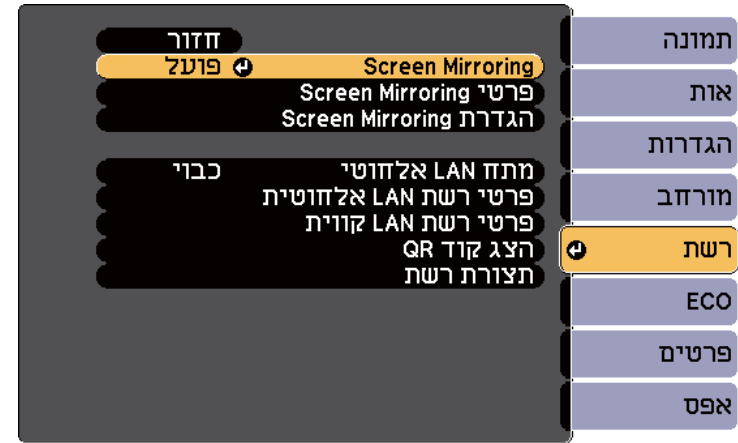 חזור
Screen Mirroring פועל
פרטי Screen Mirroring
הגדרת Screen Mirroring
מתח LAN אלחוטי כבוי
פרטי רשת LAN אלחוטית
פרטי רשת LAN קווית
הצג קוד QR
תצורת רשת
תמונה
אות
הגדרות
מורחב
רשת
ECO
פרטים
אפס